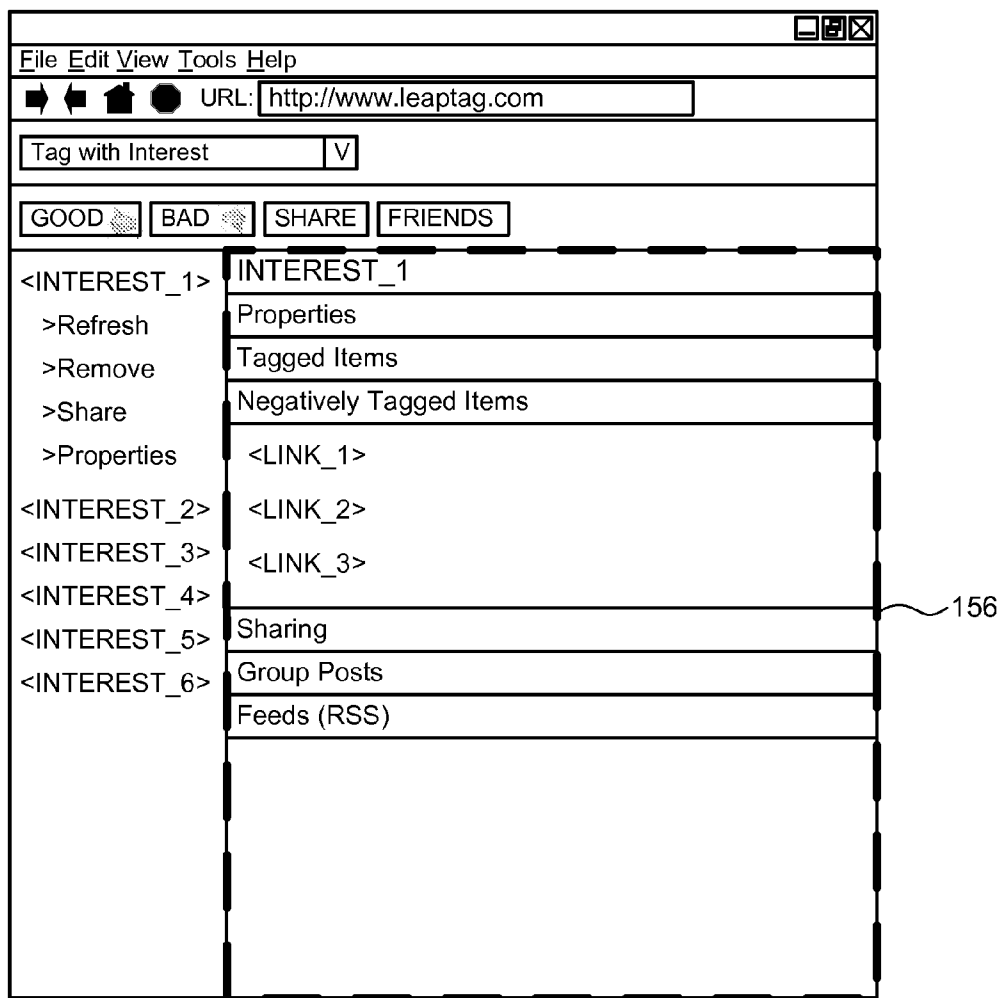 File Edit View Tools Help
URL: http://www.leaptag.com
Tag with Interest V
GOOD BAD SHARE FRIENDS
<INTEREST_1>
>Refresh
>Remove
>Share
>Properties
<INTEREST_2>
<INTEREST_3>
<INTEREST_4>
<INTEREST_5>
<INTEREST_6>
INTEREST_1
Properties
Tagged Items
Negatively Tagged Items
<LINK_1>
<LINK_2>
<LINK_3>
Sharing
Group Posts
Feeds (RSS)
156